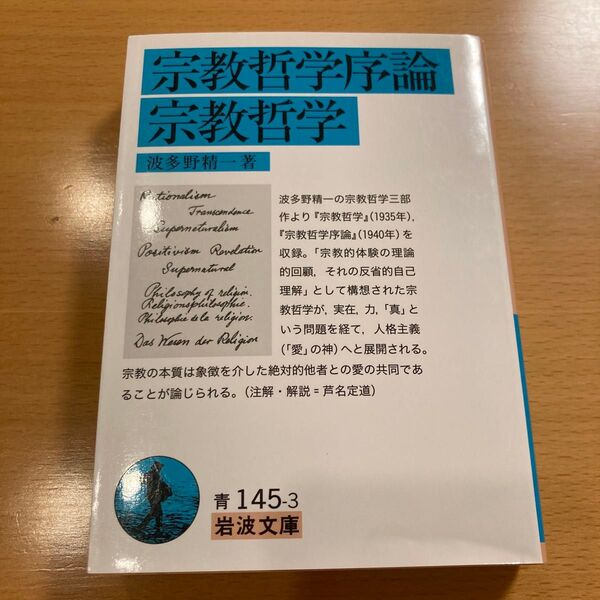 宗教哲学序論
宗教哲学
波多野精一著
Rationalism
Transcendence
Supernaturalism
Positivism Revelation
Supernatural
Philosophy of religion.
Religionsphilosophie.
Philosophie de la religion.
Das Wesen der Religion
波多野精一の宗教哲学三部
作より『宗教哲学』(1935年),
『宗教哲学序論』(1940年)を
収録。「宗教的体験の理論
的回顧,それの反省的自己
理解」として構想された宗
教哲学が,実在,力,「真」と
いう問題を経て,人格主義
(「愛」の神)へと展開される。
宗教の本質は象徴を介した絶対的他者との愛の共同であ
ることが論じられる。(注解・解説=芦名定道)
青145-3
岩波文庫